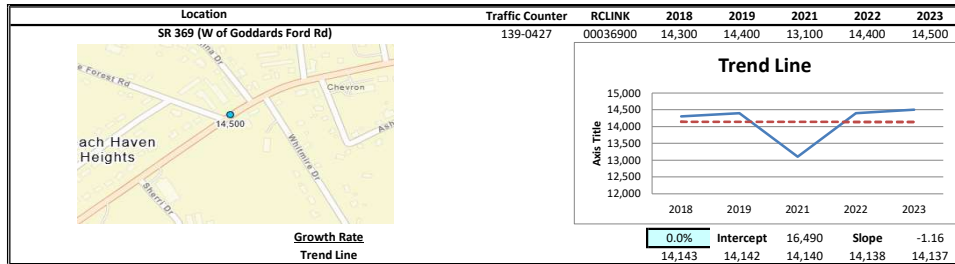 Location Traffic Counter RCLINK 2018 2019 2021 2022 2023
SR 369 (W of Goddards Ford Rd) 139-0427 00036900 14,300 14,400 13,100 14,400 14,500
na Dr
e Forest Rd
Chevron
14,500
Ash
ach Haven
Heights
Whitmire Dr
Sherri Dr
Trend Line
Axis Title
15,000
14,500
14,000
13,500
13,000
12,500
12,000
2018 2019 2021 2022 2023
Growth Rate 0.0% Intercept 16,490 Slope -1.16
Trend Line 14,143 14,142 14,140 14,138 14,137